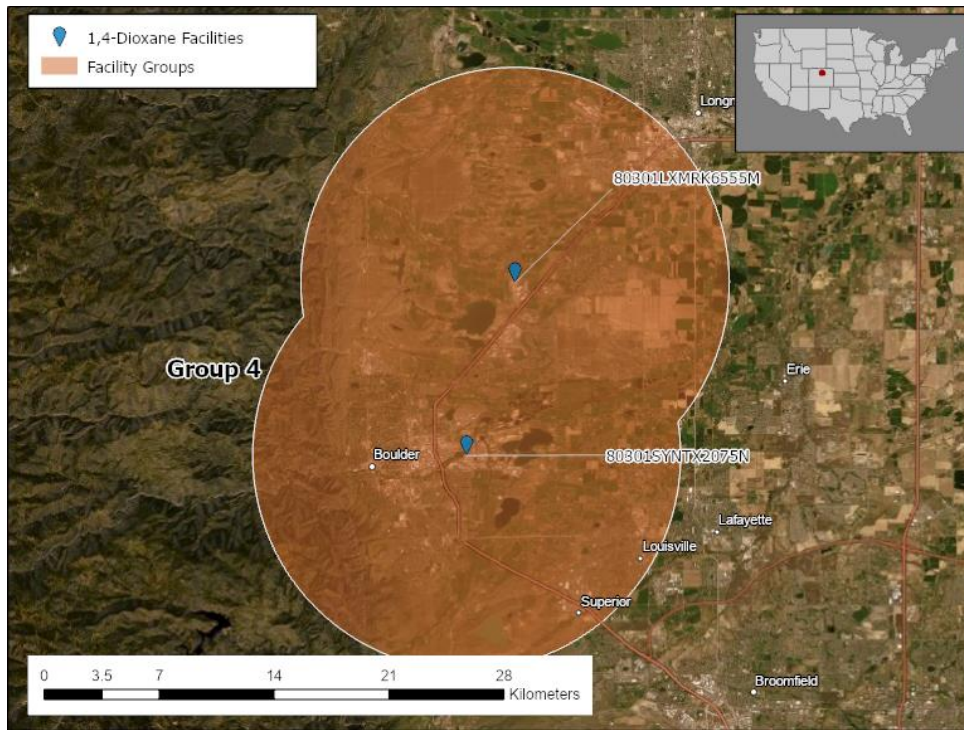 1,4-Dioxane Facilities
Facility Groups
80301LXMRK6555M
Group 4
Erie
80301SYNTX2075N
Boulder
Lafayette
Louisville
Superior
0 3.5 7 14 21 28
Kilometers
Broomfield